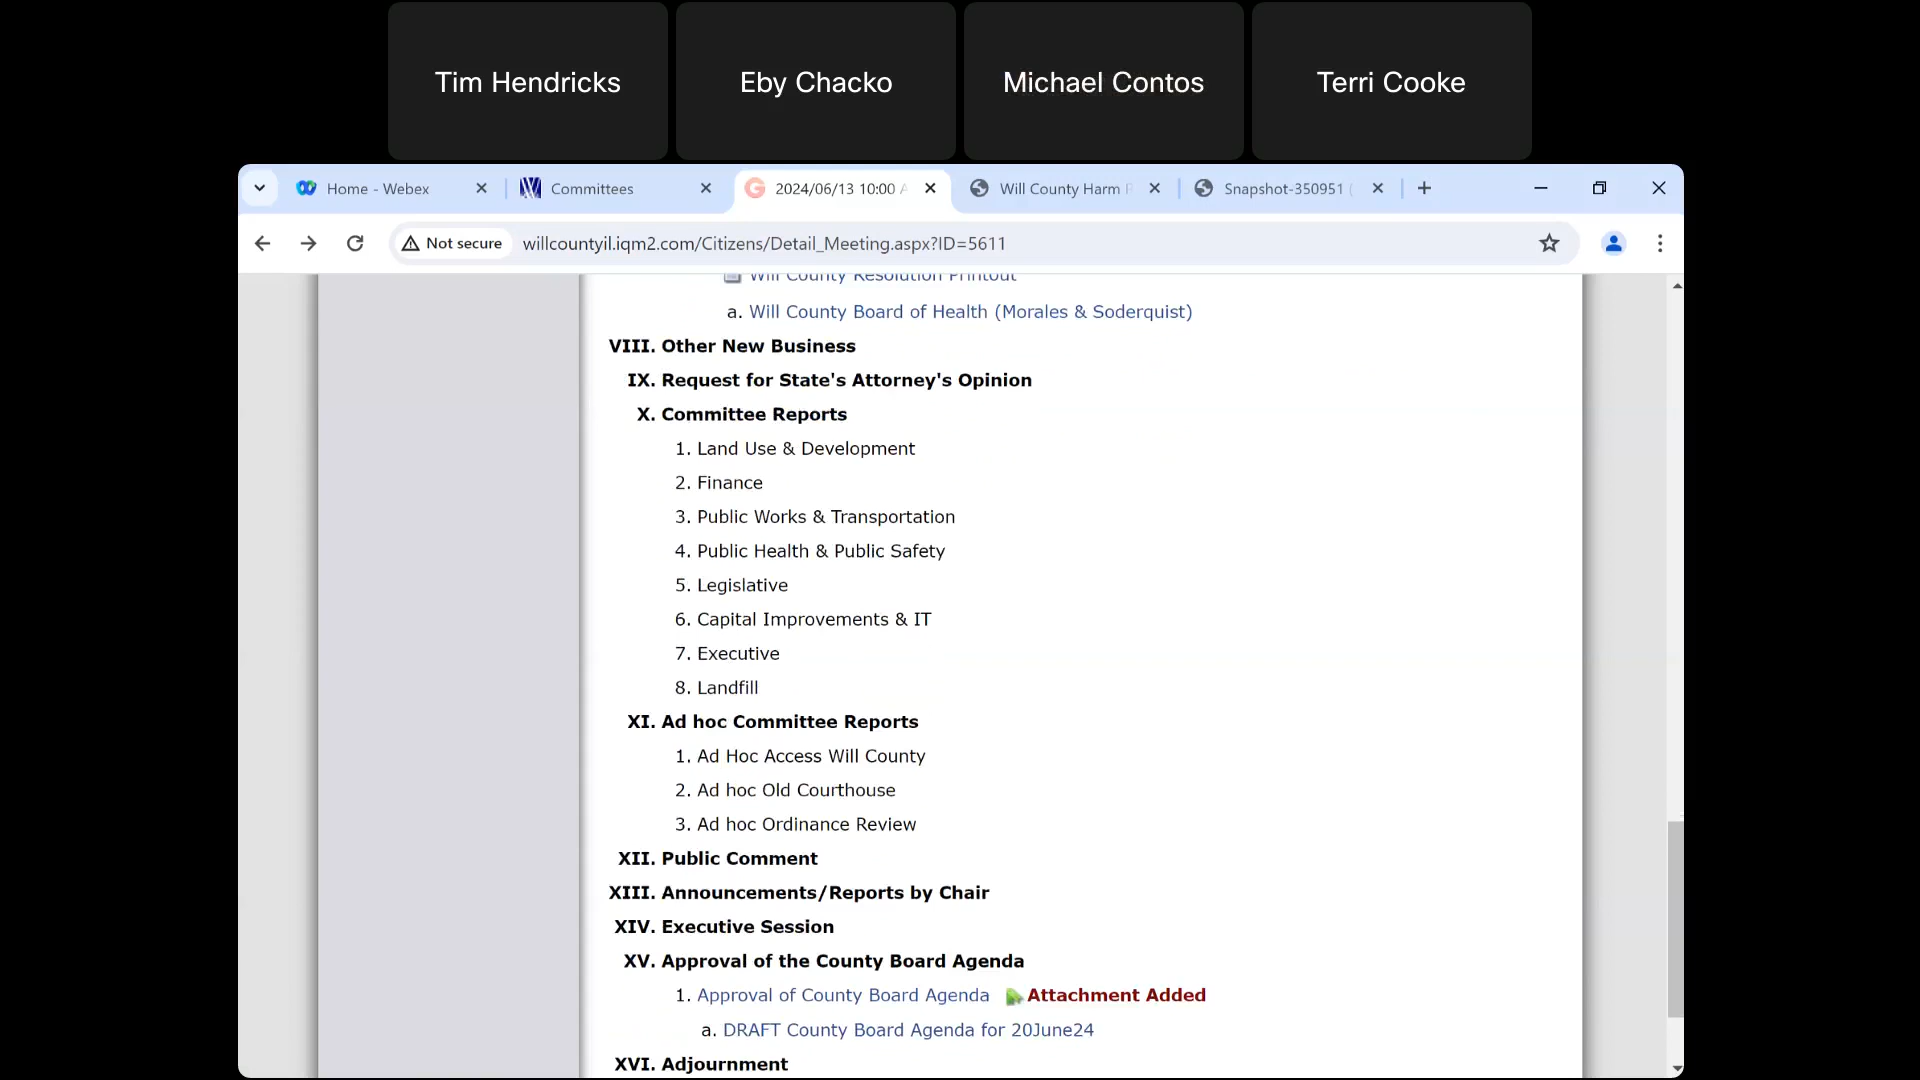 Tim Hendricks
Eby Chacko
Michael Contos
Terri Cooke
Home - Webex
Committees
2024/06/13 10:00 A
Will County Harm R
Snapshot-350951 (
Not secure
willcountyil.iqm2.com/Citizens/Detail_Meeting.aspx?ID=5611
Will County Resolution Printout
a. Will County Board of Health (Morales & Soderquist)
VIII. Other New Business
IX. Request for State's Attorney's Opinion
X. Committee Reports
1. Land Use & Development
2. Finance
3. Public Works & Transportation
4. Public Health & Public Safety
5. Legislative
6. Capital Improvements & IT
7. Executive
8. Landfill
XI. Ad hoc Committee Reports
1. Ad Hoc Access Will County
2. Ad hoc Old Courthouse
3. Ad hoc Ordinance Review
XII. Public Comment
XIII. Announcements/Reports by Chair
XIV. Executive Session
XV. Approval of the County Board Agenda
1. Approval of County Board Agenda Attachment Added
a. DRAFT County Board Agenda for 20June24
XVI. Adjournment